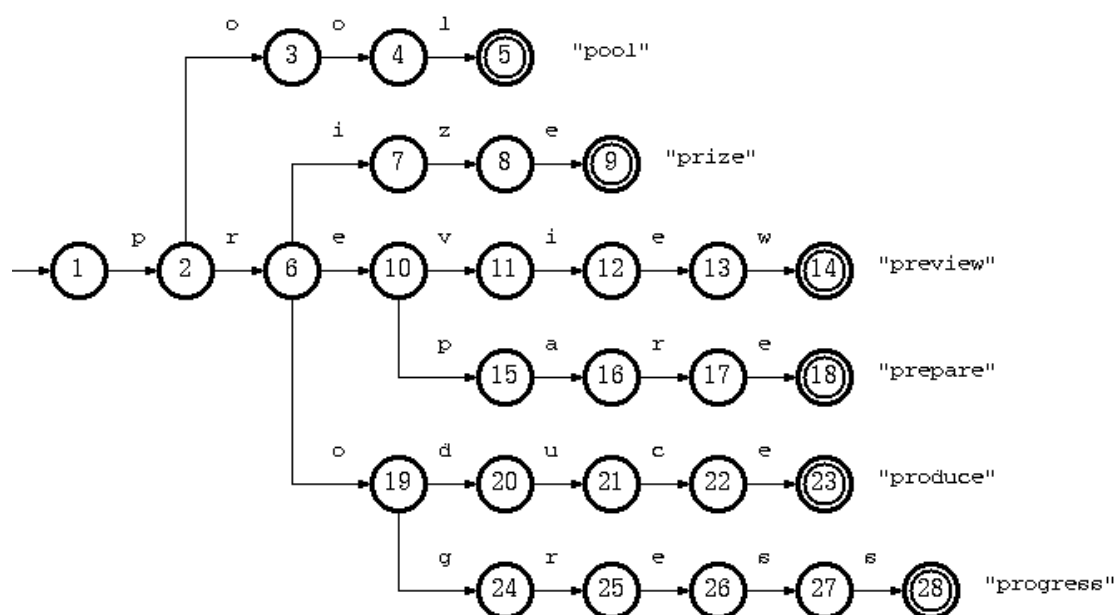 o o l
3 4 5 "pool"
i z e
7 8 9 "prize"
p r e v i e w
1 2 6 10 11 12 13 14 "preview"
p a r e
15 16 17 18 "prepare"
o d u c e
19 20 21 22 23 "produce"
g r e s s
24 25 26 27 28 "progress"